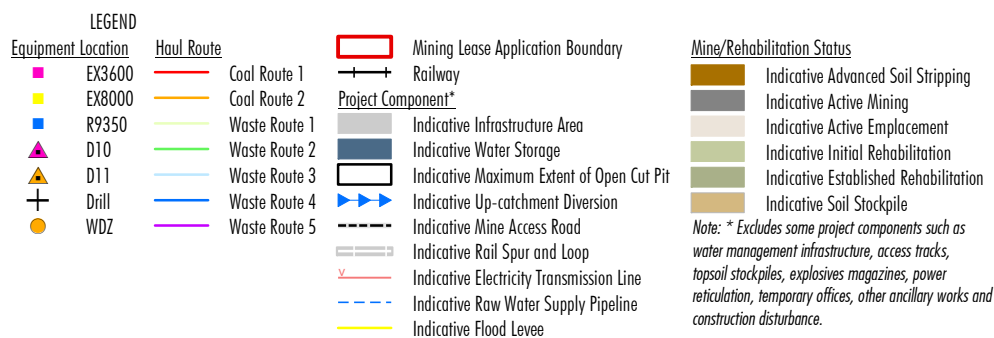 LEGEND
Equipment Location
EX3600
EX8000
R9350
D10
D11
Drill
WDZ
Haul Route
Coal Route 1
Coal Route 2
Waste Route 1
Waste Route 2
Waste Route 3
Waste Route 4
Waste Route 5
Mining Lease Application Boundary
Railway
Project Component*
Indicative Infrastructure Area
Indicative Water Storage
Indicative Maximum Extent of Open Cut Pit
Indicative Up-catchment Diversion
Indicative Mine Access Road
Indicative Rail Spur and Loop
V
Indicative Electricity Transmission Line
Indicative Raw Water Supply Pipeline
Indicative Flood Levee
Mine/Rehabilitation Status
Indicative Advanced Soil Stripping
Indicative Active Mining
Indicative Active Emplacement
Indicative Initial Rehabilitation
Indicative Established Rehabilitation
Indicative Soil Stockpile
Note: * Excludes some project components such as
water management infrastructure, access tracks,
topsoil stockpiles, explosives magazines, power
reticulation, temporary offices, other ancillary works and
construction disturbance.